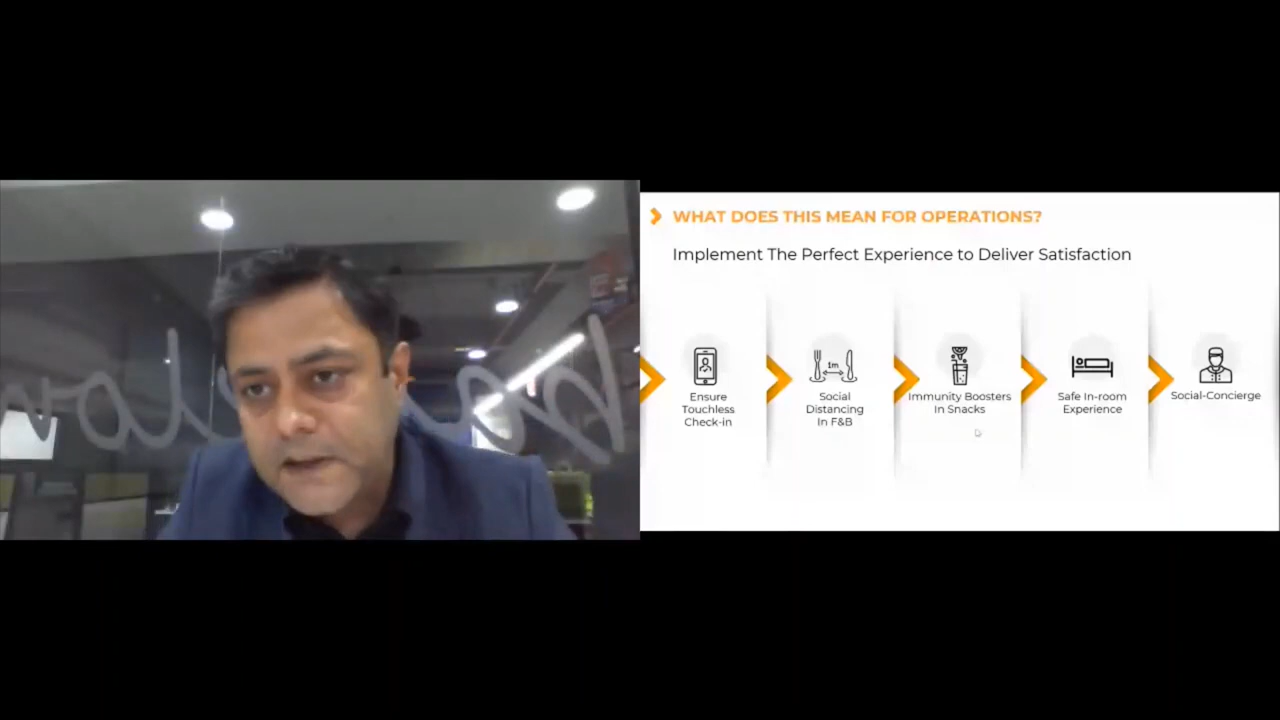 WHAT DOES THIS MEAN FOR OPERATIONS?
Implement The Perfect Experience to Deliver Satisfaction
Ensure
Touchless
Check-in
1m
Social
Distancing
In F&B
Immunity Boosters
In Snacks
Safe In-room
Experience
Social-Concierge